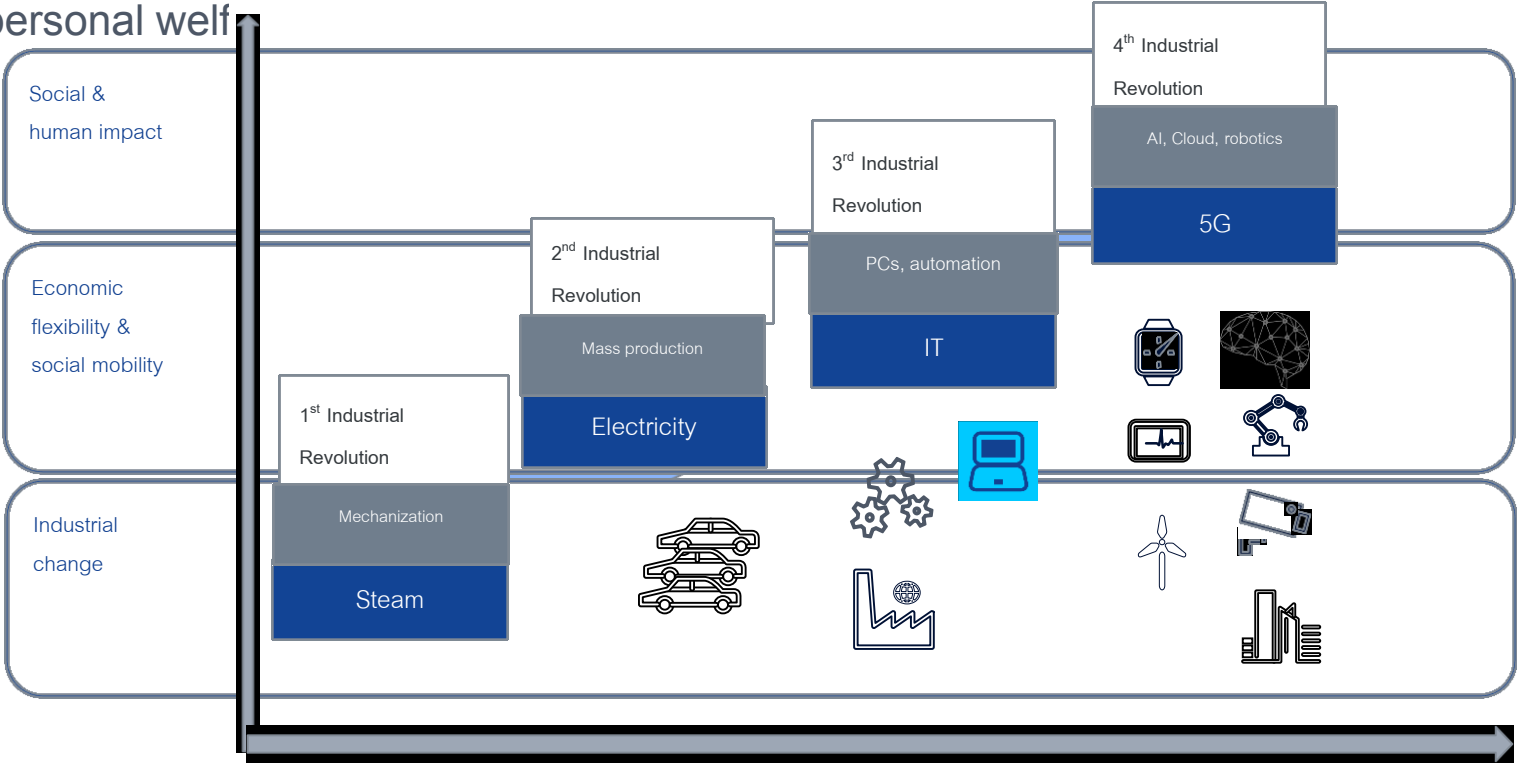 personal welf
Social &
human impact
Economic
flexibility &
social mobility
Industrial
change
1st Industrial
Revolution
Mechanization
Steam
2nd Industrial
Revolution
Mass production
Electricity
3rd Industrial
Revolution
PCs, automation
IT
4th Industrial
Revolution
AI, Cloud, robotics
5G